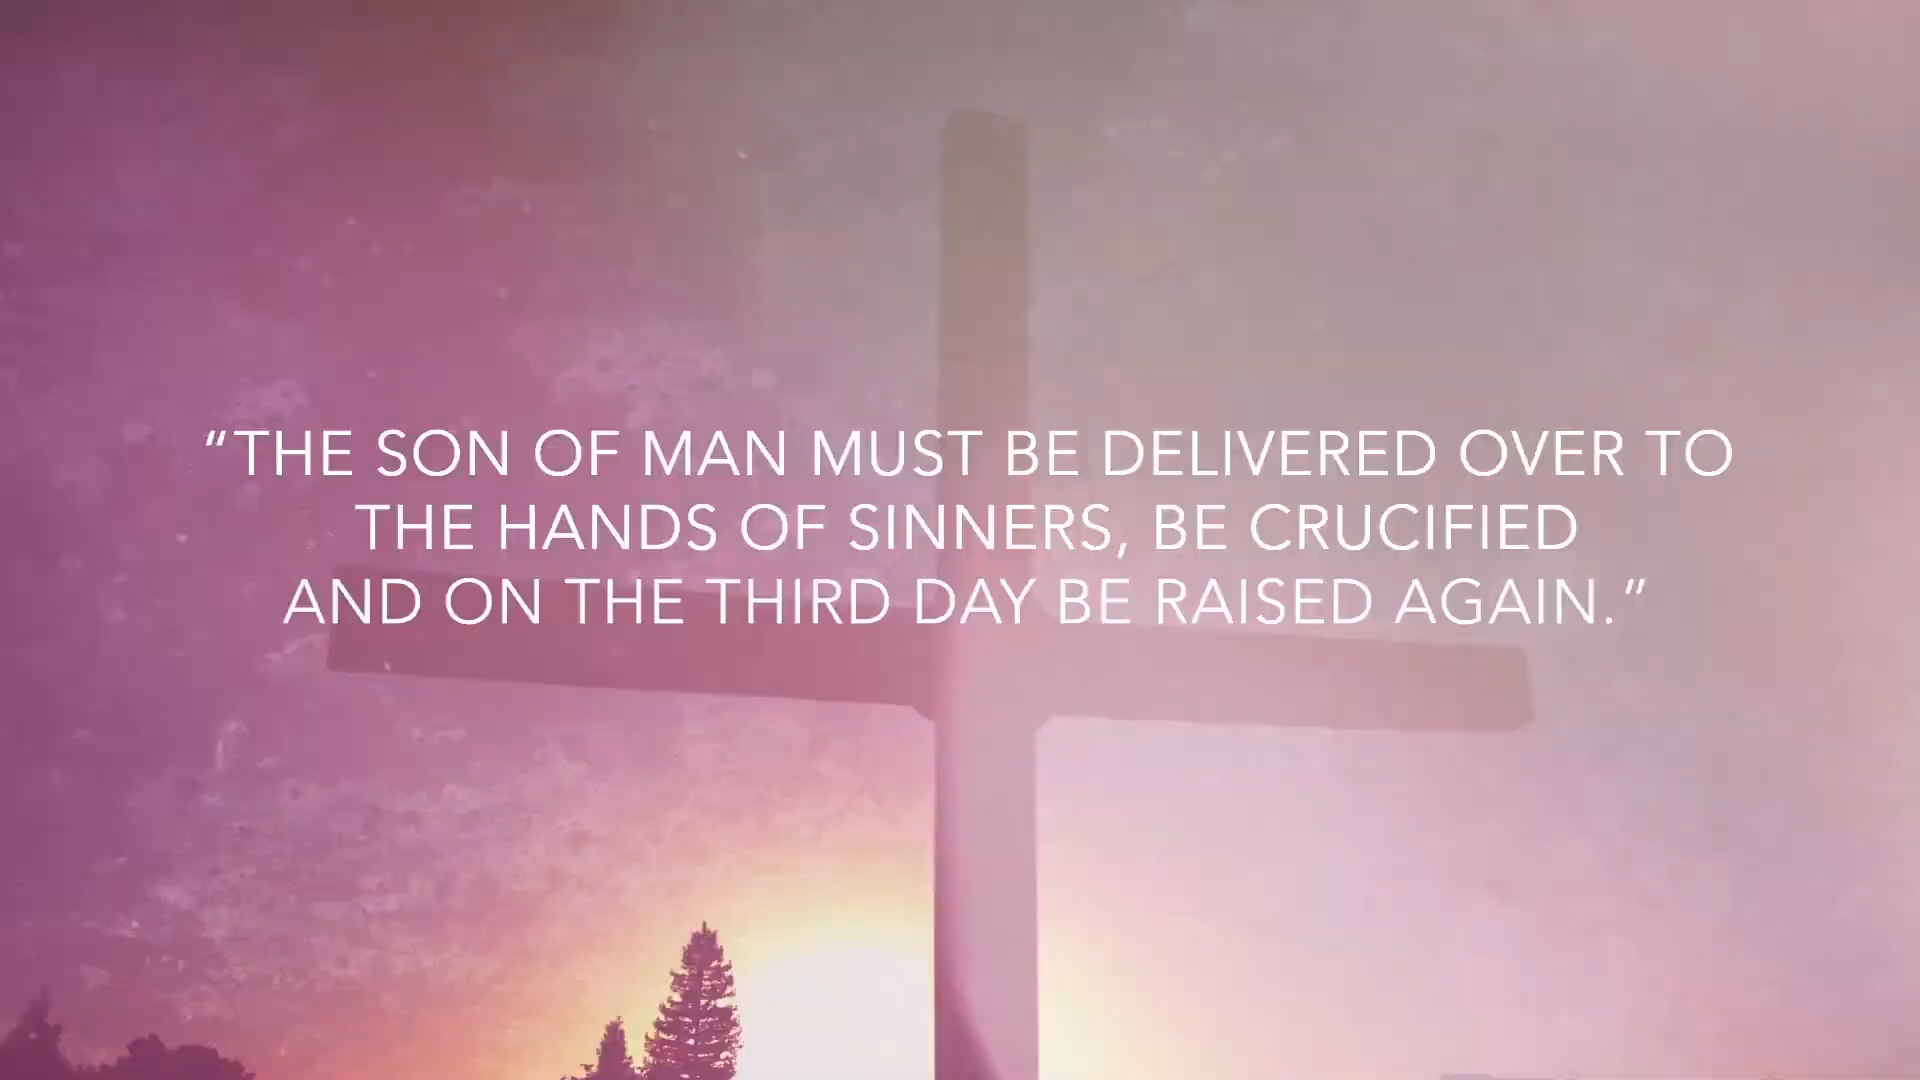 “THE SON OF MAN MUST BE DELIVERED OVER TO
THE HANDS OF SINNERS, BE CRUCIFIED
AND ON THE THIRD DAY BE RAISED AGAIN.”